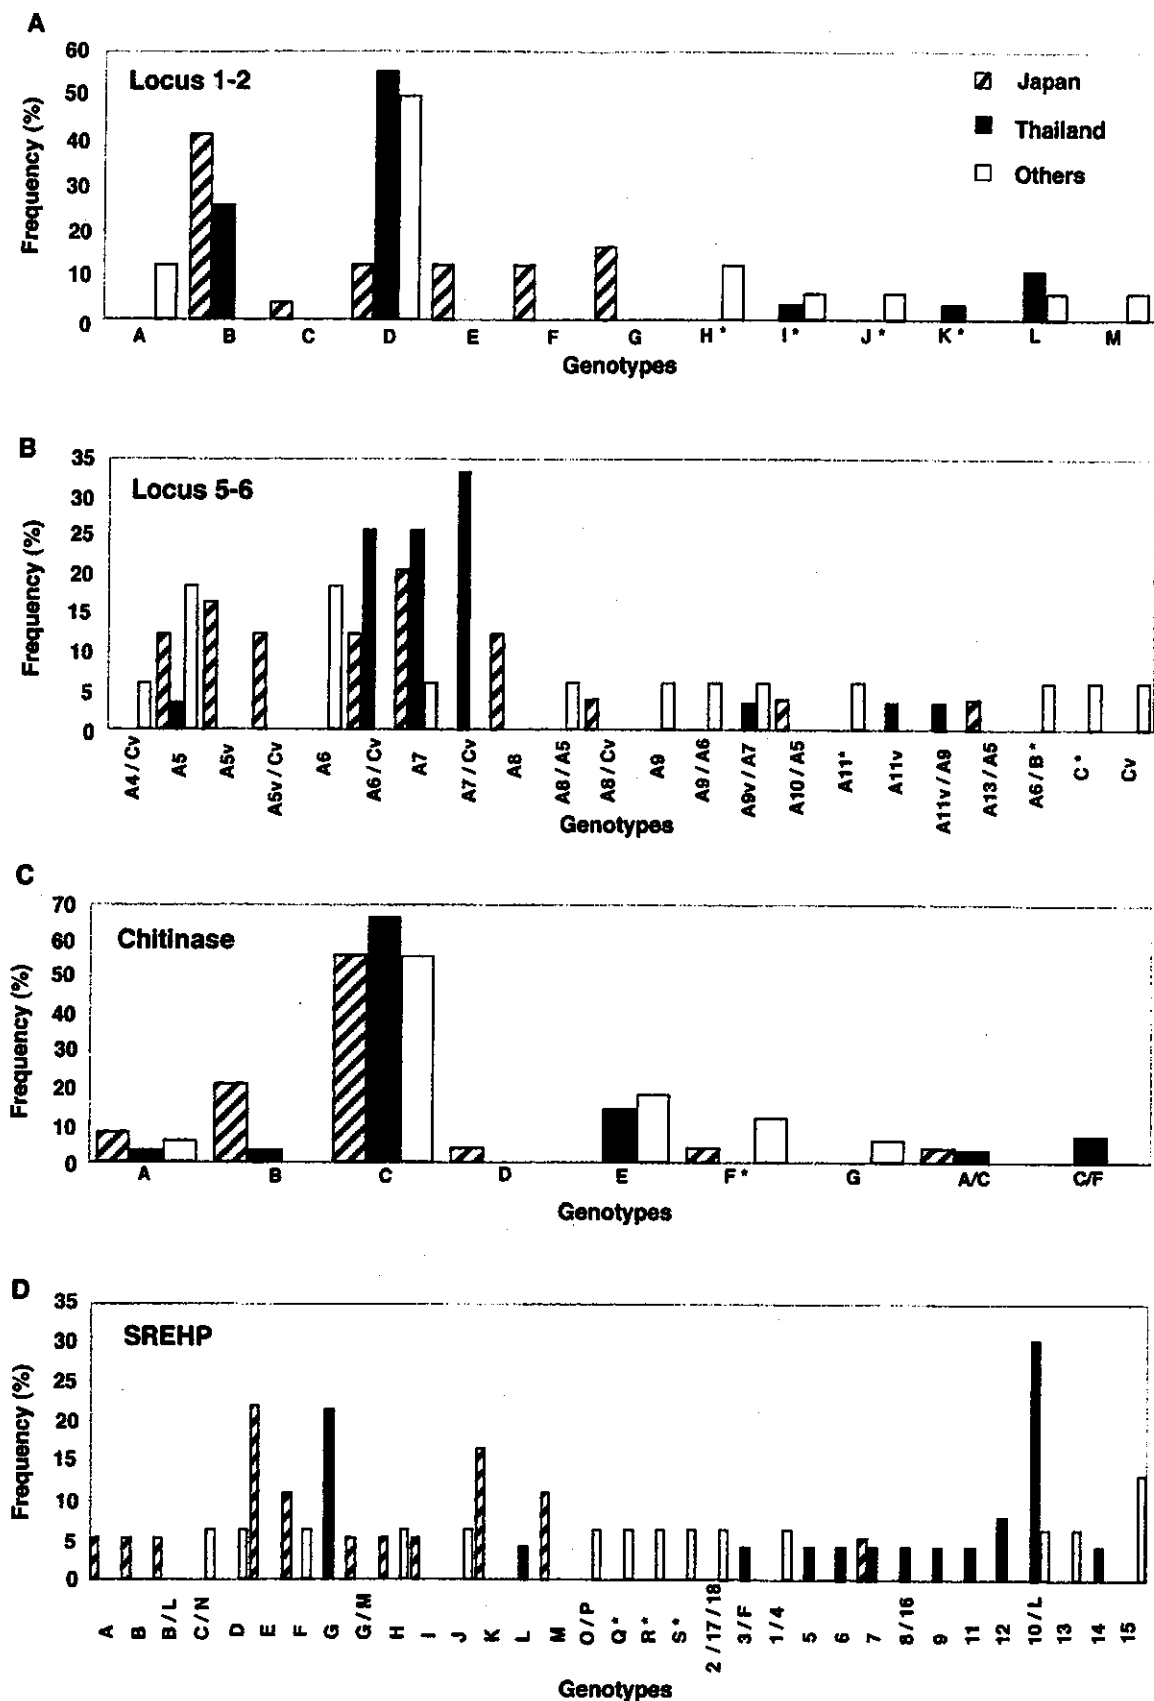 A
60
50
40
30
20
10
0
Frequency (%)
Locus 1-2
Japan
Thailand
Others
A B C D E F G H* I* J* K* L M
Genotypes
B
35
30
25
20
15
10
5
0
Frequency (%)
Locus 5-6
A4 / Cv A5 A5v A5v / Cv A6 A6 / Cv A7 A7 / Cv A8 A8 / A5 A8 / Cv A9 A9 / A6 A9v / A7 A10 / A5 A11* A11v A11v / A9 A13 / A5 A6 / B* C* Cv
Genotypes
C
70
60
50
40
30
20
10
0
Frequency (%)
Chitinase
A B C D E F* G A/C C/F
Genotypes
D
35
30
25
20
15
10
5
0
Frequency (%)
SREHP
A B B / L C / N D E F G G / M H I J K L M O / P Q* R* S* 2 / 17 / 18 3 / F 1 / 4 5 6 7 8 / 16 9 11 12 10 / L 13 14 15
Genotypes